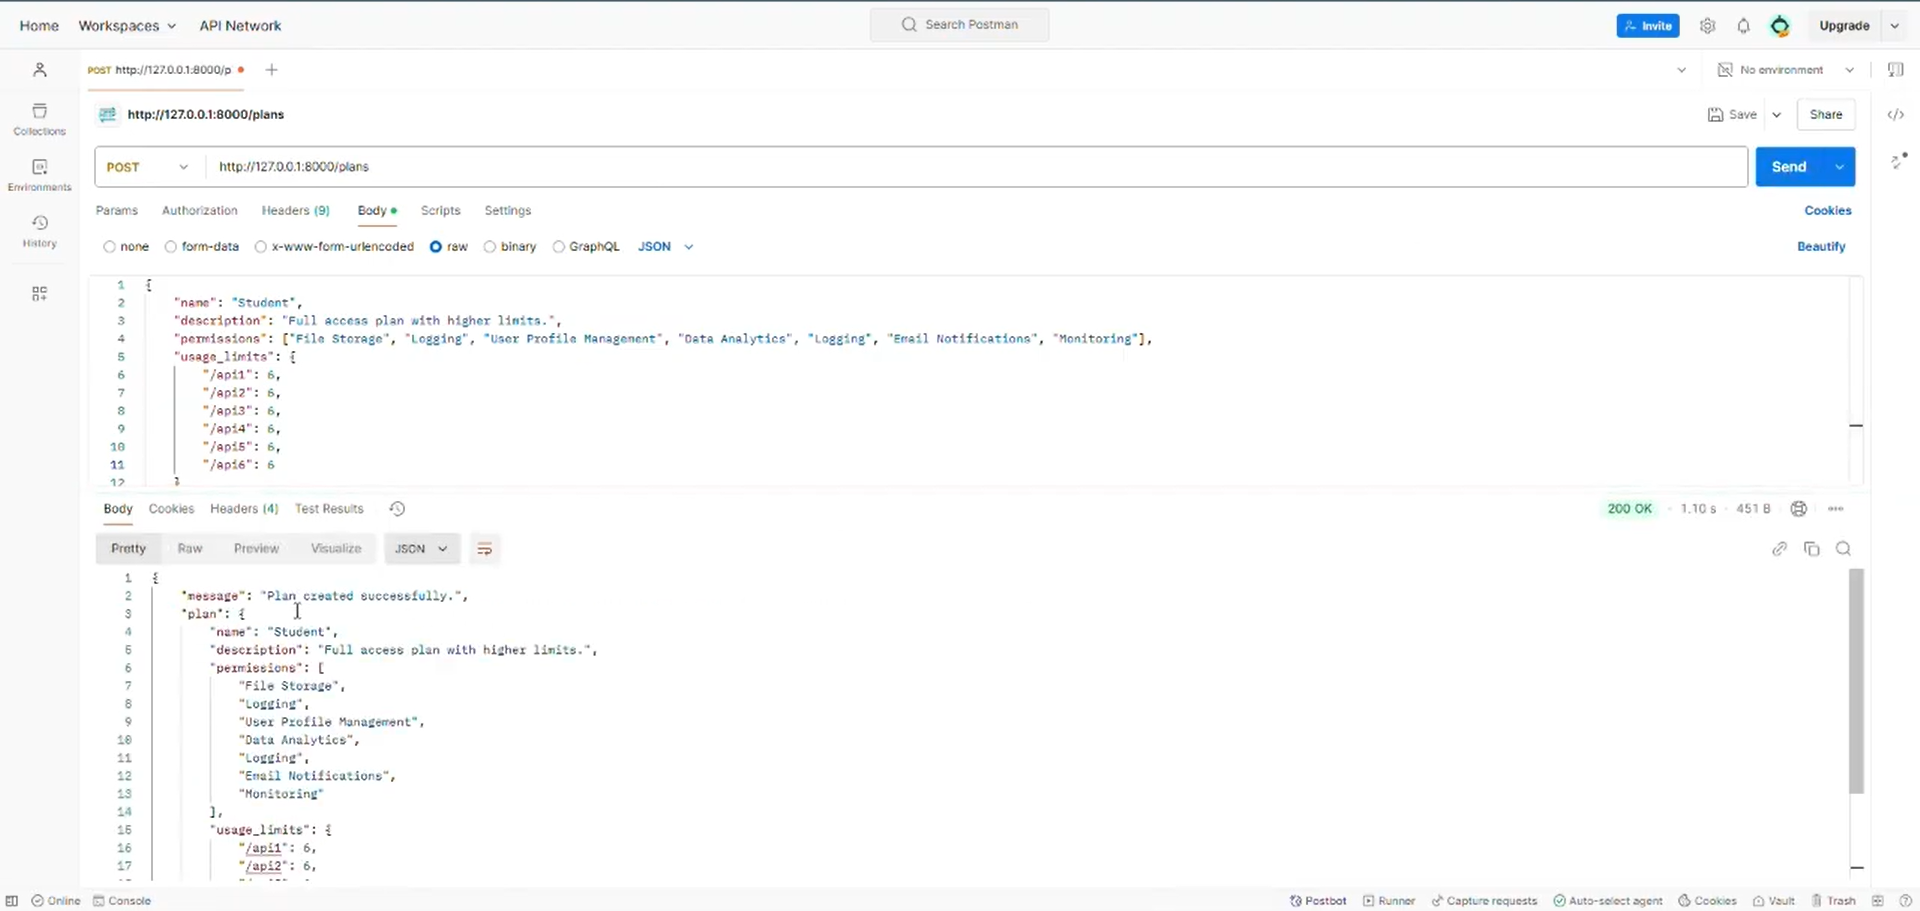 Home Workspaces API Network Search Postman Invite Upgrade
POST http://127.0.0.1:8000/p No environment
Collections
Environments
History
http://127.0.0.1:8000/plans Save Share
POST http://127.0.0.1:8000/plans Send
Params Authorization Headers (9) Body Scripts Settings Cookies
none form-data x-www-form-urlencoded raw binary GraphQL JSON Beautify
1 {
2 "name": "Student",
3 "description": "Full access plan with higher limits.",
4 "permissions": ["File Storage", "Logging", "User Profile Management", "Data Analytics", "Logging", "Email Notifications", "Monitoring"],
5 "usage_limits": {
6 "/api1": 6,
7 "/api2": 6,
8 "/api3": 6,
9 "/api4": 6,
10 "/api5": 6,
11 "/api6": 6
12 }
Body Cookies Headers (4) Test Results 200 OK 1.10 s 451 B
Pretty Raw Preview Visualize JSON
1 {
2 "message": "Plan created successfully.",
3 "plan": {
4 "name": "Student",
5 "description": "Full access plan with higher limits.",
6 "permissions": [
7 "File Storage",
8 "Logging",
9 "User Profile Management",
10 "Data Analytics",
11 "Logging",
12 "Email Notifications",
13 "Monitoring"
14 ],
15 "usage_limits": {
16 "/api1": 6,
17 "/api2": 6,
Online Console Postbot Runner Capture requests Auto-select agent Cookies Vault Trash